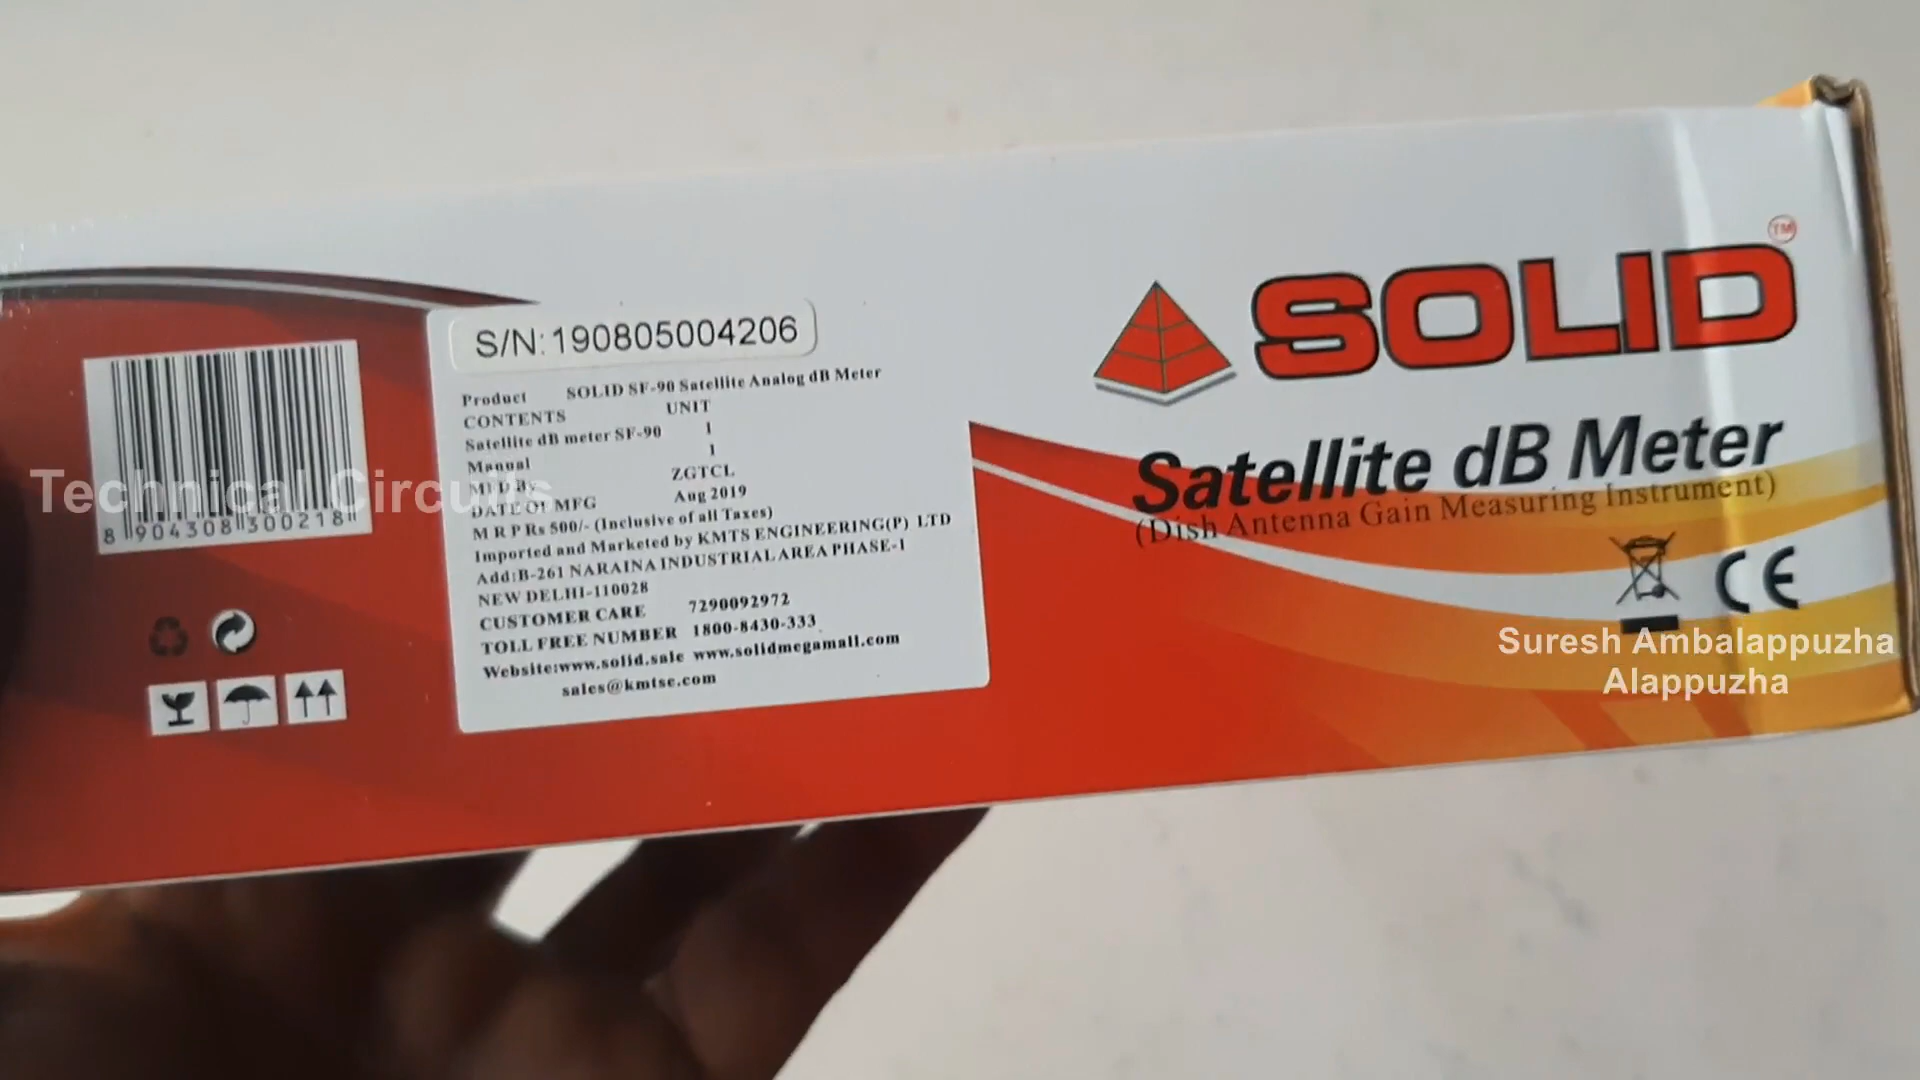 SOLID
TM
Satellite dB Meter
(Dish Antenna Gain Measuring Instrument)
CE
S/N: 190805004206
Product SOLID SF-90 Satellite Analog dB Meter
CONTENTS UNIT
Satellite dB meter SF-90 1
Manual 1
MFD By ZGTCL
DATE OF MFG Aug 2019
M R P Rs 500/- (Inclusive of all Taxes)
Imported and Marketed by KMTS ENGINEERING(P) LTD
Add:B-261 NARAINA INDUSTRIAL AREA PHASE-I
NEW DELHI-110028
CUSTOMER CARE 7290092972
TOLL FREE NUMBER 1800-8430-333
Website:www.solid.sale www.solidmegamall.com
sales@kmtse.com
8 904308 300218
Technical Circuits
Suresh Ambalappuzha
Alappuzha